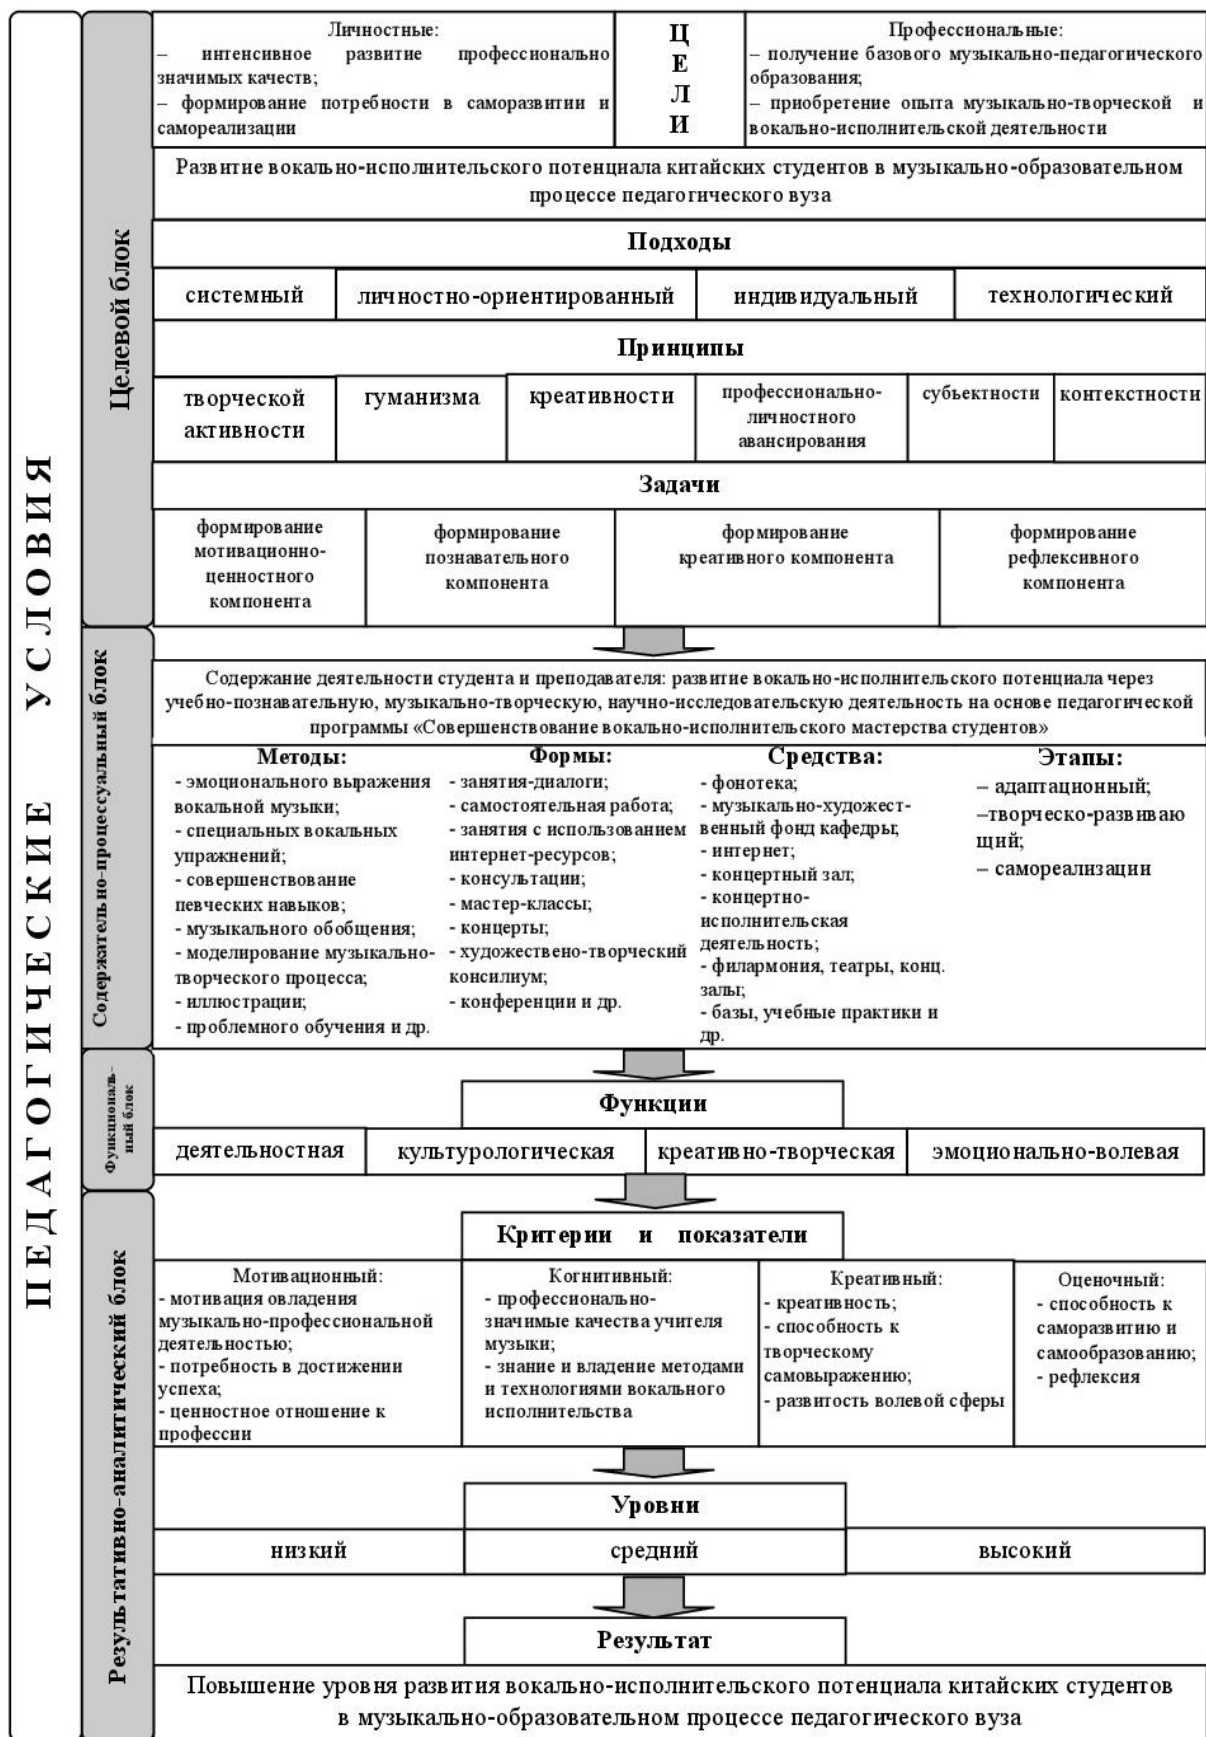 ПЕДАГОГИЧЕСКИЕ УСЛОВИЯ
Целевой блок
Личностные:
– интенсивное развитие профессионально
значимых качеств;
– формирование потребности в саморазвитии и
самореализации
Ц
Е
Л
И
Профессиональные:
– получение базового музыкально-педагогического
образования;
– приобретение опыта музыкально-творческой и
вокально-исполнительской деятельности
Развитие вокально-исполнительского потенциала китайских студентов в музыкально-образовательном
процессе педагогического вуза
Подходы
системный
личностно-ориентированный
индивидуальный
технологический
Принципы
творческой
активности
гуманизма
креативности
профессионально-
личностного
авансирования
субъектности
контекстности
Задачи
формирование
мотивационно-
ценностного
компонента
формирование
познавательного
компонента
формирование
креативного компонента
формирование
рефлексивного
компонента
Содержательно-процессуальный блок
Содержание деятельности студента и преподавателя: развитие вокально-исполнительского потенциала через
учебно-познавательную, музыкально-творческую, научно-исследовательскую деятельность на основе педагогической
программы «Совершенствование вокально-исполнительского мастерства студентов»
Методы:
- эмоционального выражения
вокальной музыки;
- специальных вокальных
упражнений;
- совершенствование
певческих навыков;
- музыкального обобщения;
- моделирование музыкально-
творческого процесса;
- иллюстрации;
- проблемного обучения и др.
Формы:
- занятия-диалоги;
- самостоятельная работа;
- занятия с использованием
интернет-ресурсов;
- консультации;
- мастер-классы;
- концерты;
- художествено-творческий
консилиум;
- конференции и др.
Средства:
- фонотека;
- музыкально-художест-
венный фонд кафедры;
- интернет;
- концертный зал;
- концертно-
исполнительская
деятельность;
- филармония, театры, конц.
залы;
- базы, учебные практики и
др.
Этапы:
– адаптационный;
–творческо-развиваю
щий;
– самореализации
Функциональ-
ный блок
Функции
деятельностная
культурологическая
креативно-творческая
эмоционально-волевая
Результативно-аналитический блок
Критерии и показатели
Мотивационный:
- мотивация овладения
музыкально-профессиональной
деятельностью;
- потребность в достижении
успеха;
- ценностное отношение к
профессии
Когнитивный:
- профессионально-
значимые качества учителя
музыки;
- знание и владение методами
и технологиями вокального
исполнительства
Креативный:
- креативность;
- способность к
творческому
самовыражению;
- развитость волевой сферы
Оценочный:
- способность к
саморазвитию и
самообразованию;
- рефлексия
Уровни
низкий
средний
высокий
Результат
Повышение уровня развития вокально-исполнительского потенциала китайских студентов
в музыкально-образовательном процессе педагогического вуза